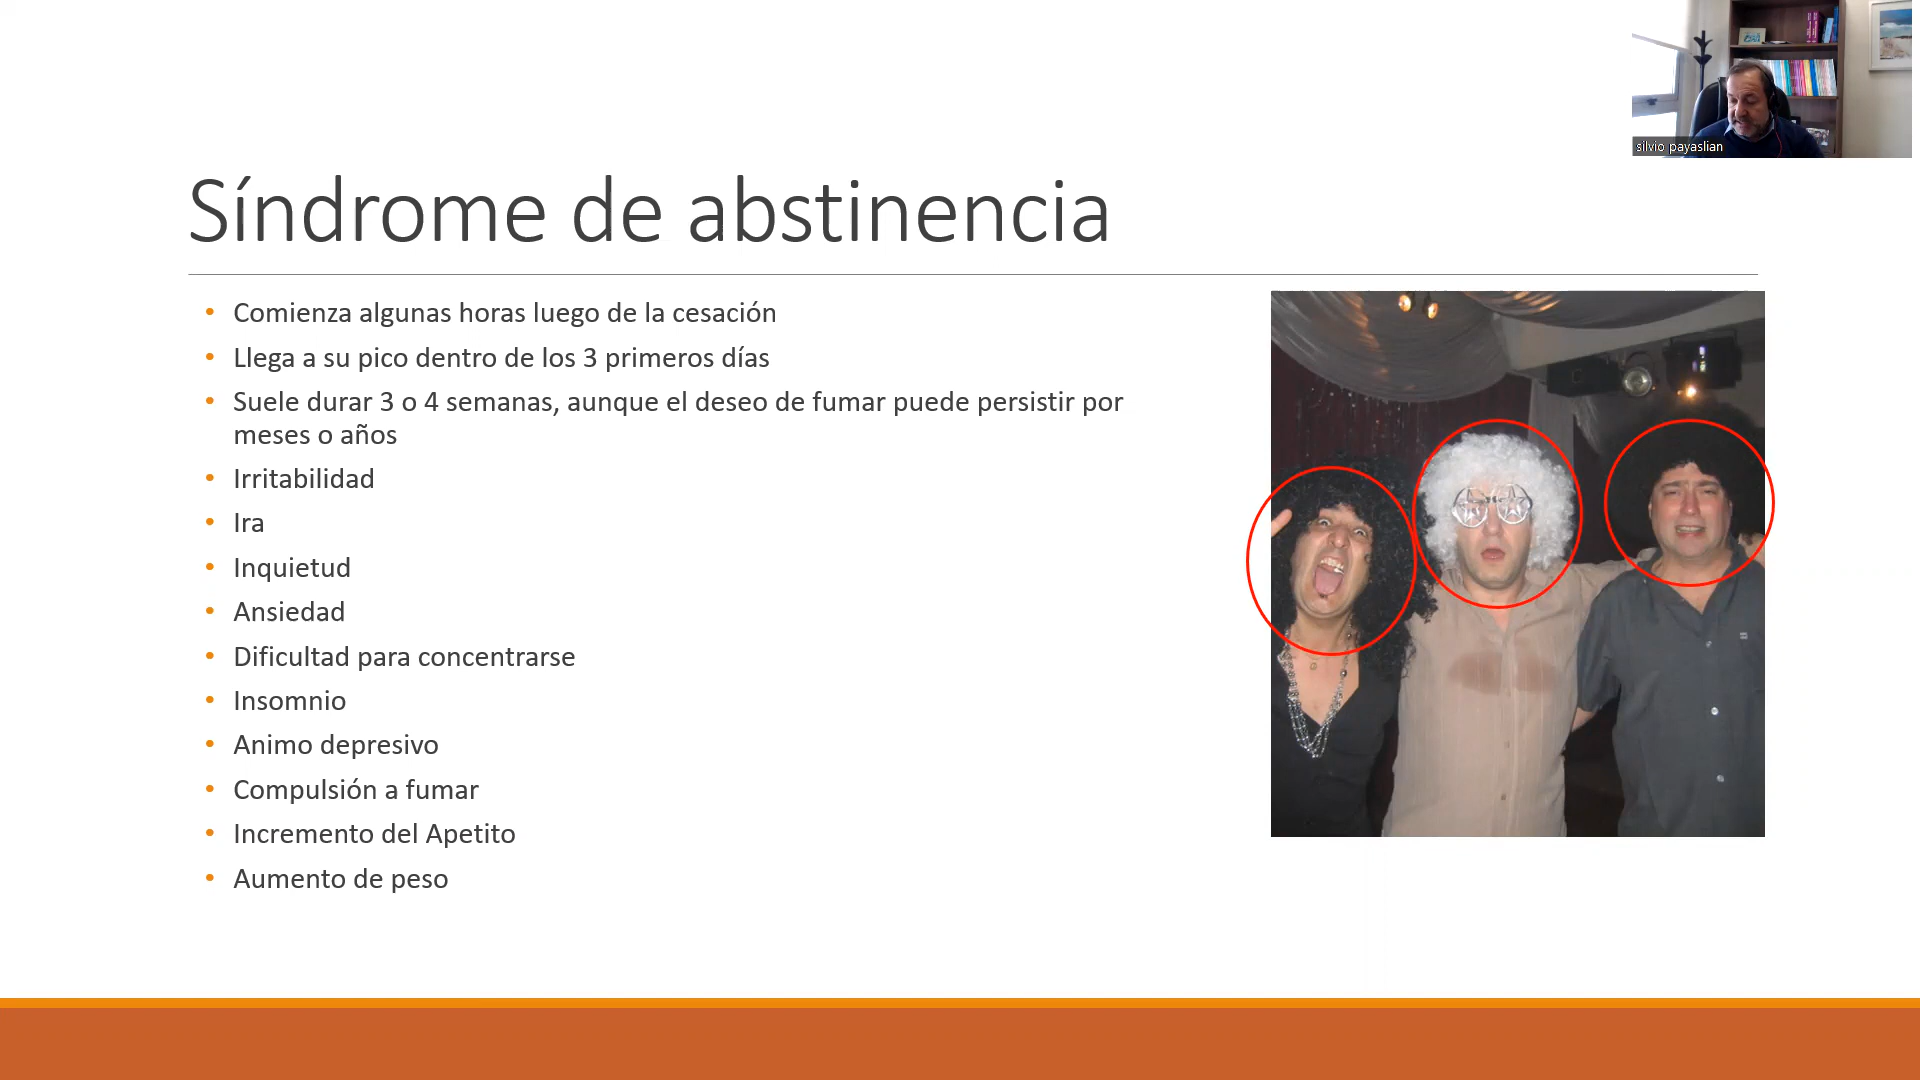 silvio payaslian
Síndrome de abstinencia
• Comienza algunas horas luego de la cesación
• Llega a su pico dentro de los 3 primeros días
• Suele durar 3 o 4 semanas, aunque el deseo de fumar puede persistir por
meses o años
• Irritabilidad
• Ira
• Inquietud
• Ansiedad
• Dificultad para concentrarse
• Insomnio
• Animo depresivo
• Compulsión a fumar
• Incremento del Apetito
• Aumento de peso